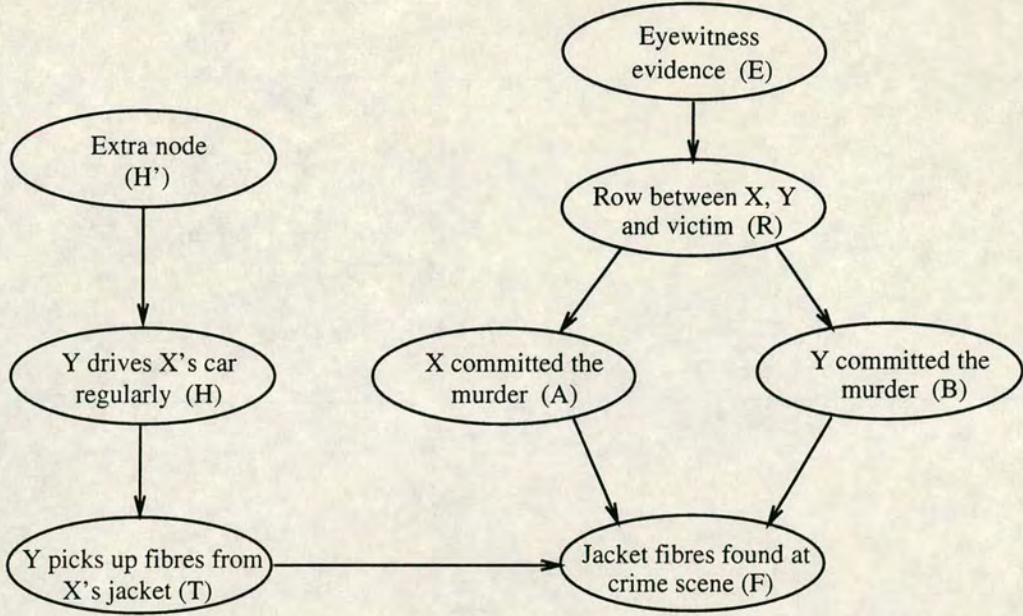 Eyewitness
evidence (E)
Extra node
(H')
Row between X, Y
and victim (R)
Y drives X's car
regularly (H)
X committed the
murder (A)
Y committed the
murder (B)
Y picks up fibres from
X's jacket (T)
Jacket fibres found at
crime scene (F)